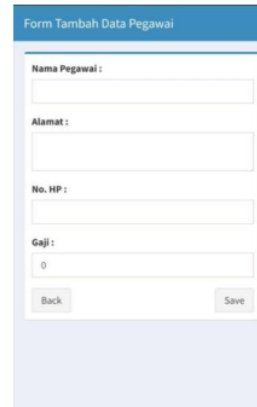 Form Tambah Data Pegawai
Nama Pegawai :
Alamat :
No. HP :
Gaji :
0
Back Save